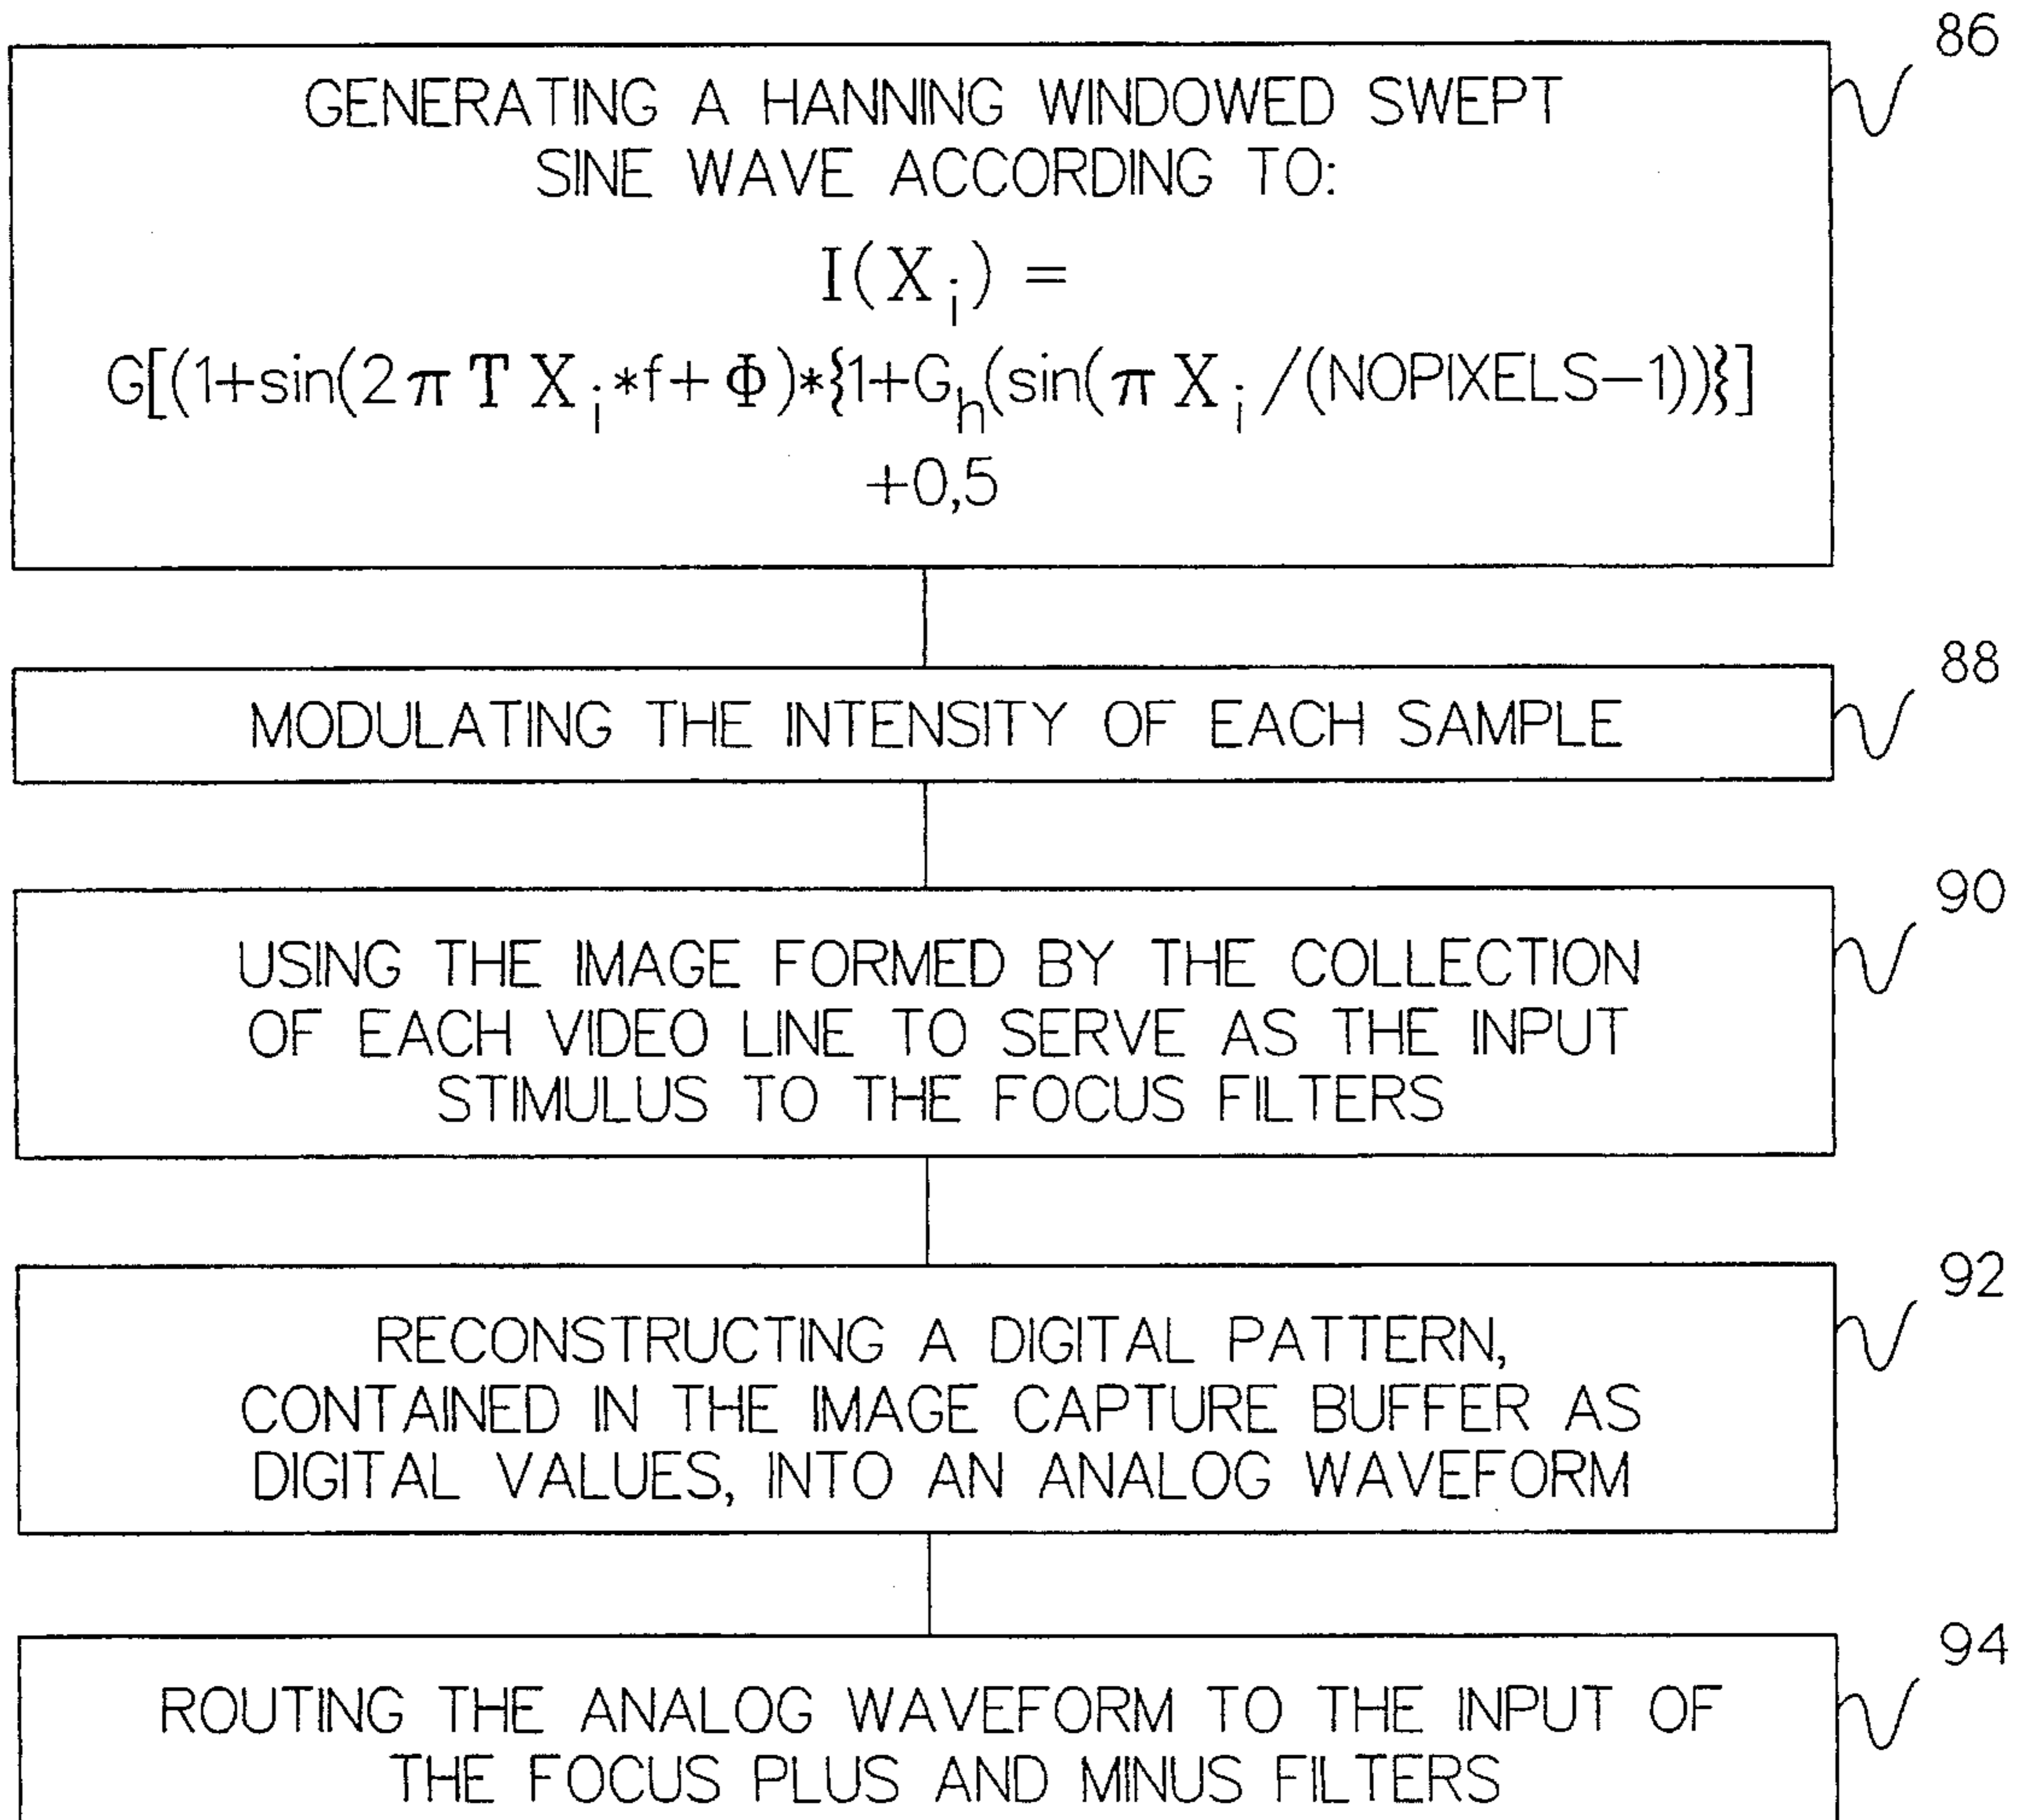 86
GENERATING A HANNING WINDOWED SWEPT
SINE WAVE ACCORDING TO:
I(X_i) =
G[(1+sin(2π T X_i*f+Φ)*{1+G_h(sin(π X_i/(NOPIXELS-1))}]
+0,5
88
MODULATING THE INTENSITY OF EACH SAMPLE
90
USING THE IMAGE FORMED BY THE COLLECTION
OF EACH VIDEO LINE TO SERVE AS THE INPUT
STIMULUS TO THE FOCUS FILTERS
92
RECONSTRUCTING A DIGITAL PATTERN,
CONTAINED IN THE IMAGE CAPTURE BUFFER AS
DIGITAL VALUES, INTO AN ANALOG WAVEFORM
94
ROUTING THE ANALOG WAVEFORM TO THE INPUT OF
THE FOCUS PLUS AND MINUS FILTERS